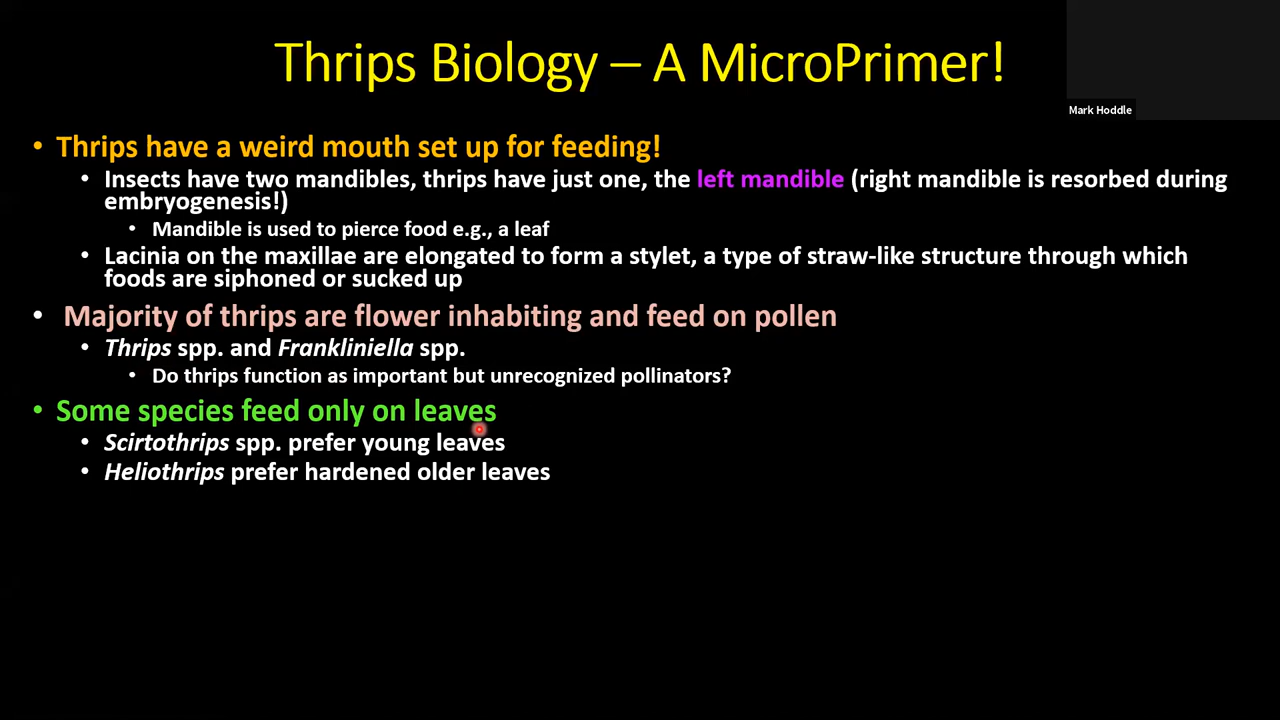 Thrips Biology – A MicroPrimer!
Mark Hoddle
• Thrips have a weird mouth set up for feeding!
• Insects have two mandibles, thrips have just one, the left mandible (right mandible is resorbed during
embryogenesis!)
• Mandible is used to pierce food e.g., a leaf
• Lacinia on the maxillae are elongated to form a stylet, a type of straw-like structure through which
foods are siphoned or sucked up
• Majority of thrips are flower inhabiting and feed on pollen
• Thrips spp. and Frankliniella spp.
• Do thrips function as important but unrecognized pollinators?
• Some species feed only on leaves
• Scirtothrips spp. prefer young leaves
• Heliothrips prefer hardened older leaves